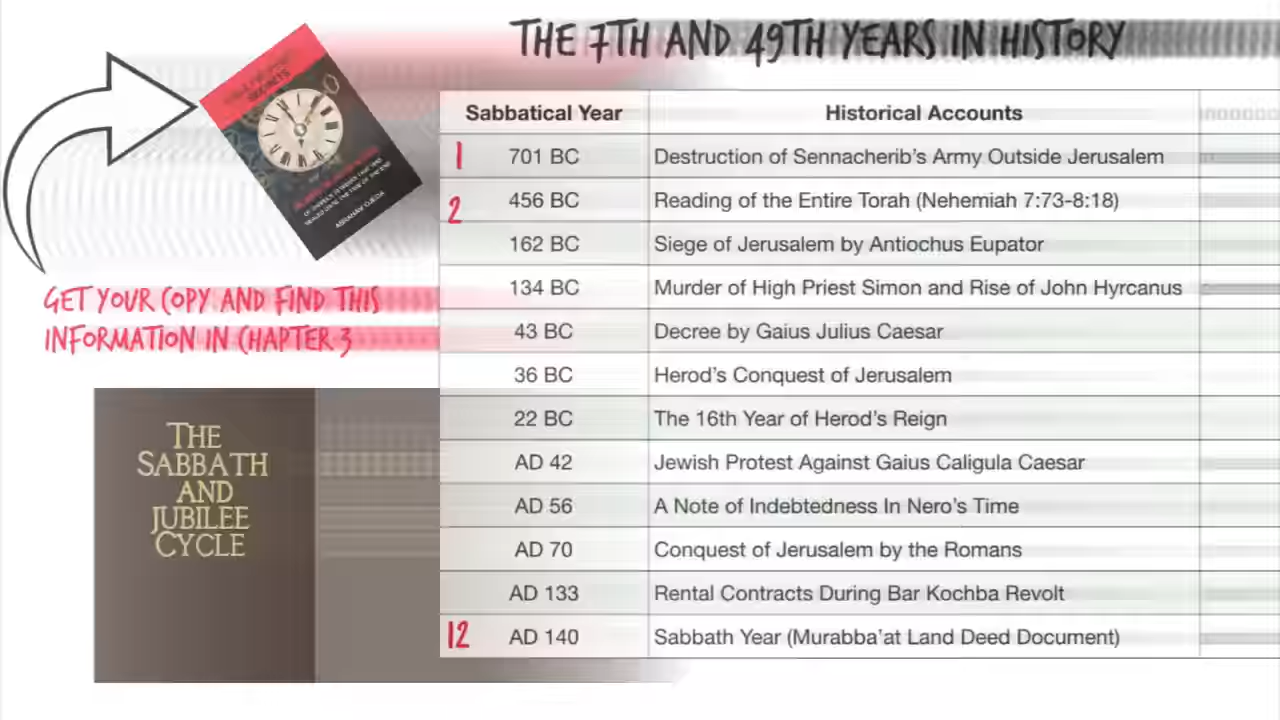 THE 7TH AND 49TH YEARS IN HISTORY
Sabbatical Year Historical Accounts
1 701 BC Destruction of Sennacherib's Army Outside Jerusalem
2 456 BC Reading of the Entire Torah (Nehemiah 7:73-8:18)
162 BC Siege of Jerusalem by Antiochus Eupator
134 BC Murder of High Priest Simon and Rise of John Hyrcanus
43 BC Decree by Gaius Julius Caesar
36 BC Herod's Conquest of Jerusalem
22 BC The 16th Year of Herod's Reign
AD 42 Jewish Protest Against Gaius Caligula Caesar
AD 56 A Note of Indebtedness In Nero's Time
AD 70 Conquest of Jerusalem by the Romans
AD 133 Rental Contracts During Bar Kochba Revolt
12 AD 140 Sabbath Year (Murabba'at Land Deed Document)
GET YOUR COPY AND FIND THIS
INFORMATION IN CHAPTER 3
THE
SABBATH
AND
JUBILEE
CYCLE